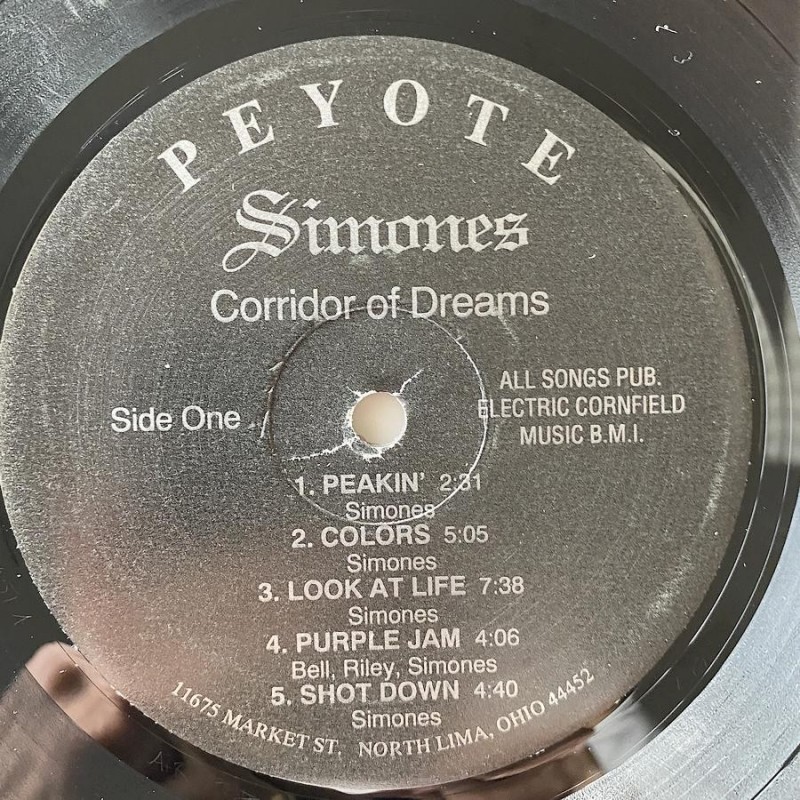 PEYOTE
Simones
Corridor of Dreams
Side One
ALL SONGS PUB.
ELECTRIC CORNFIELD
MUSIC B.M.I.
1. PEAKIN' 2:31
Simones
2. COLORS 5:05
Simones
3. LOOK AT LIFE 7:38
Simones
4. PURPLE JAM 4:06
Bell, Riley, Simones
5. SHOT DOWN 4:40
Simones
11675 MARKET ST. NORTH LIMA, OHIO 44452